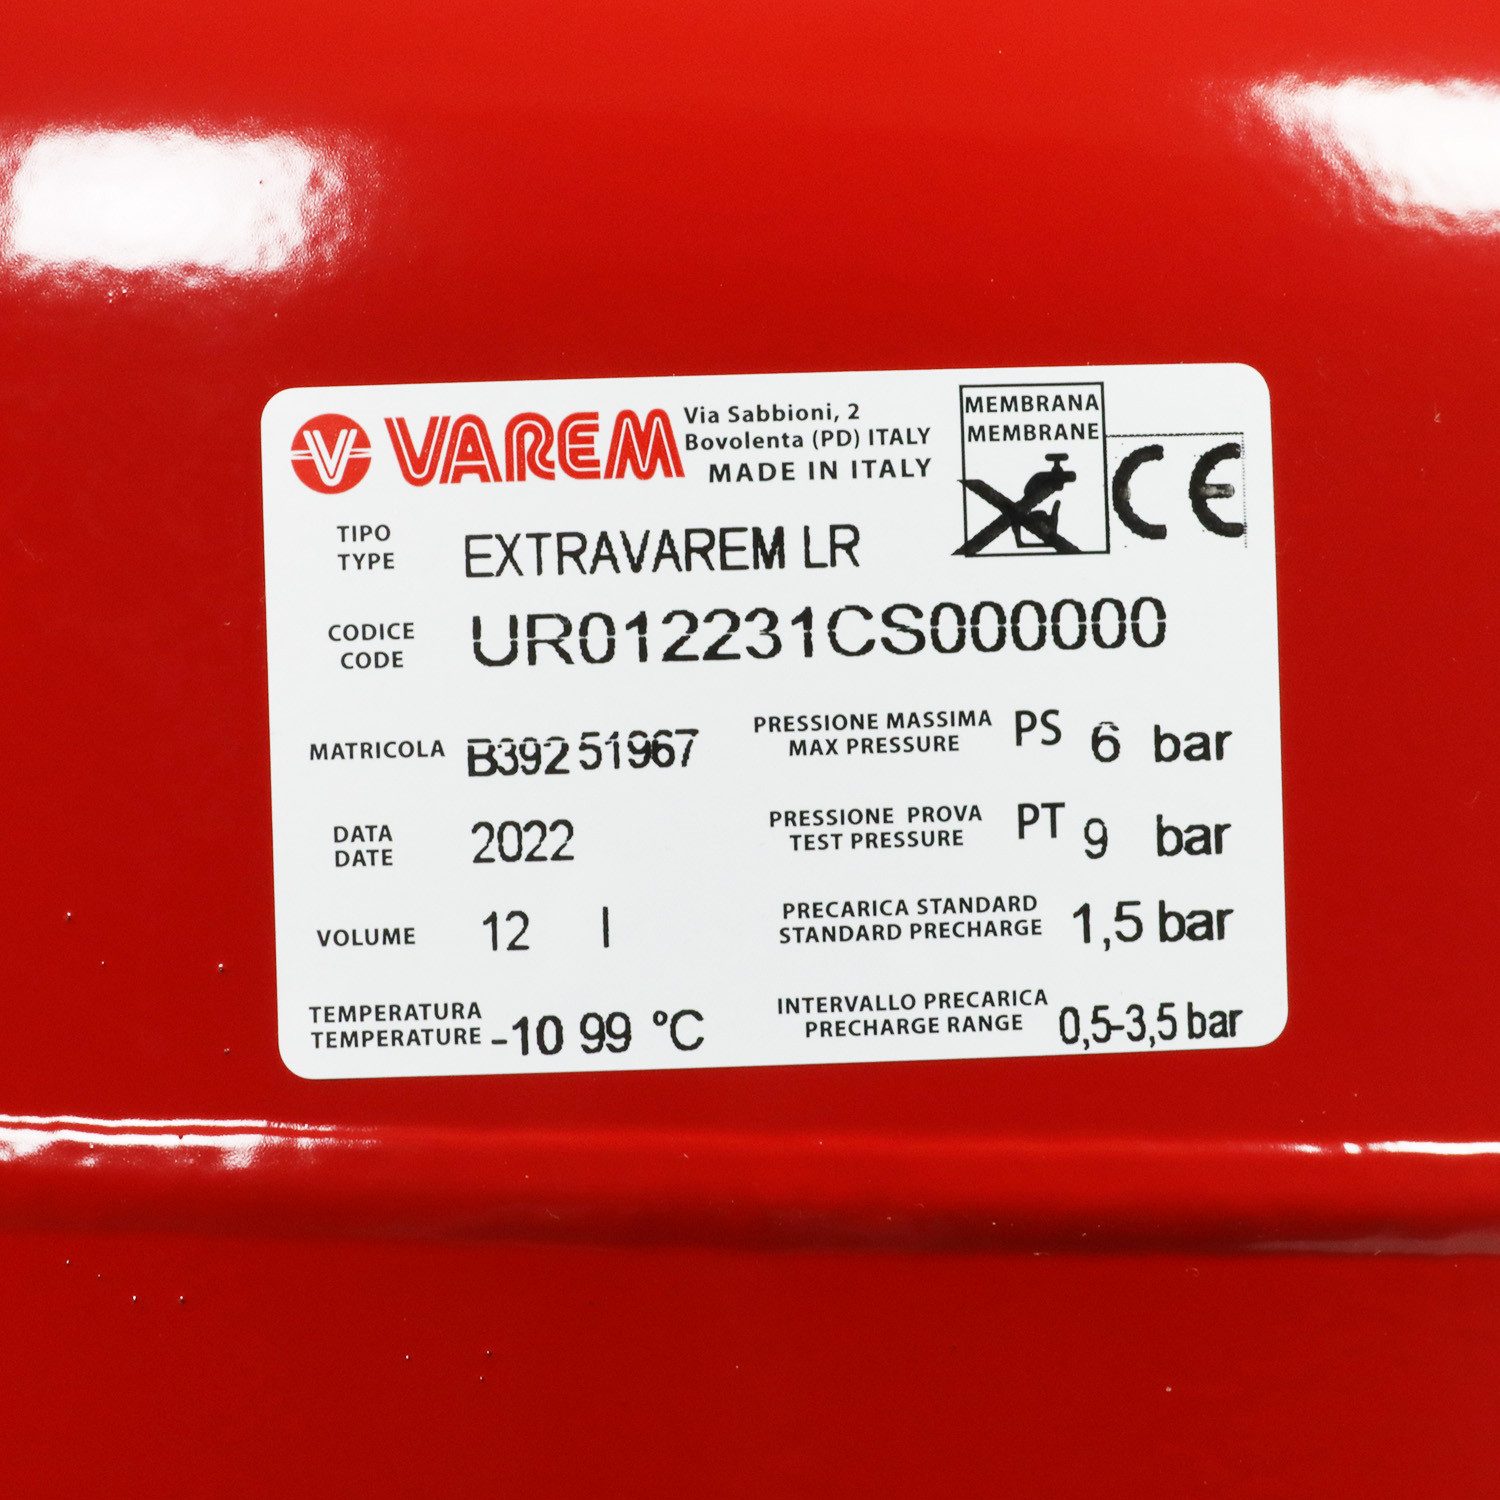 V VAREM
Via Sabbioni, 2
Bovolenta (PD) ITALY
MADE IN ITALY
MEMBRANA
MEMBRANE
CE
TIPO
TYPE
EXTRAVAREM LR
CODICE
CODE
UR012231CS000000
MATRICOLA B392 51967
PRESSIONE MASSIMA
MAX PRESSURE
PS 6 bar
DATA
DATE
2022
PRESSIONE PROVA
TEST PRESSURE
PT 9 bar
VOLUME 12 l
PRECARICA STANDARD
STANDARD PRECHARGE
1,5 bar
TEMPERATURA
TEMPERATURE
-10 99 °C
INTERVALLO PRECARICA
PRECHARGE RANGE
0,5-3,5 bar